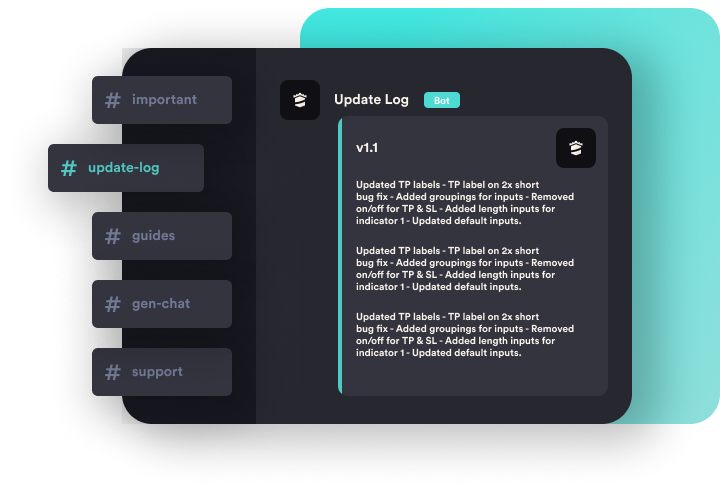 # important
# update-log
# guides
# gen-chat
# support
Update Log
Bot
v1.1
Updated TP labels - TP label on 2x short
bug fix - Added groupings for inputs - Removed
on/off for TP & SL - Added length inputs for
indicator 1 - Updated default inputs.
Updated TP labels - TP label on 2x short
bug fix - Added groupings for inputs - Removed
on/off for TP & SL - Added length inputs for
indicator 1 - Updated default inputs.
Updated TP labels - TP label on 2x short
bug fix - Added groupings for inputs - Removed
on/off for TP & SL - Added length inputs for
indicator 1 - Updated default inputs.